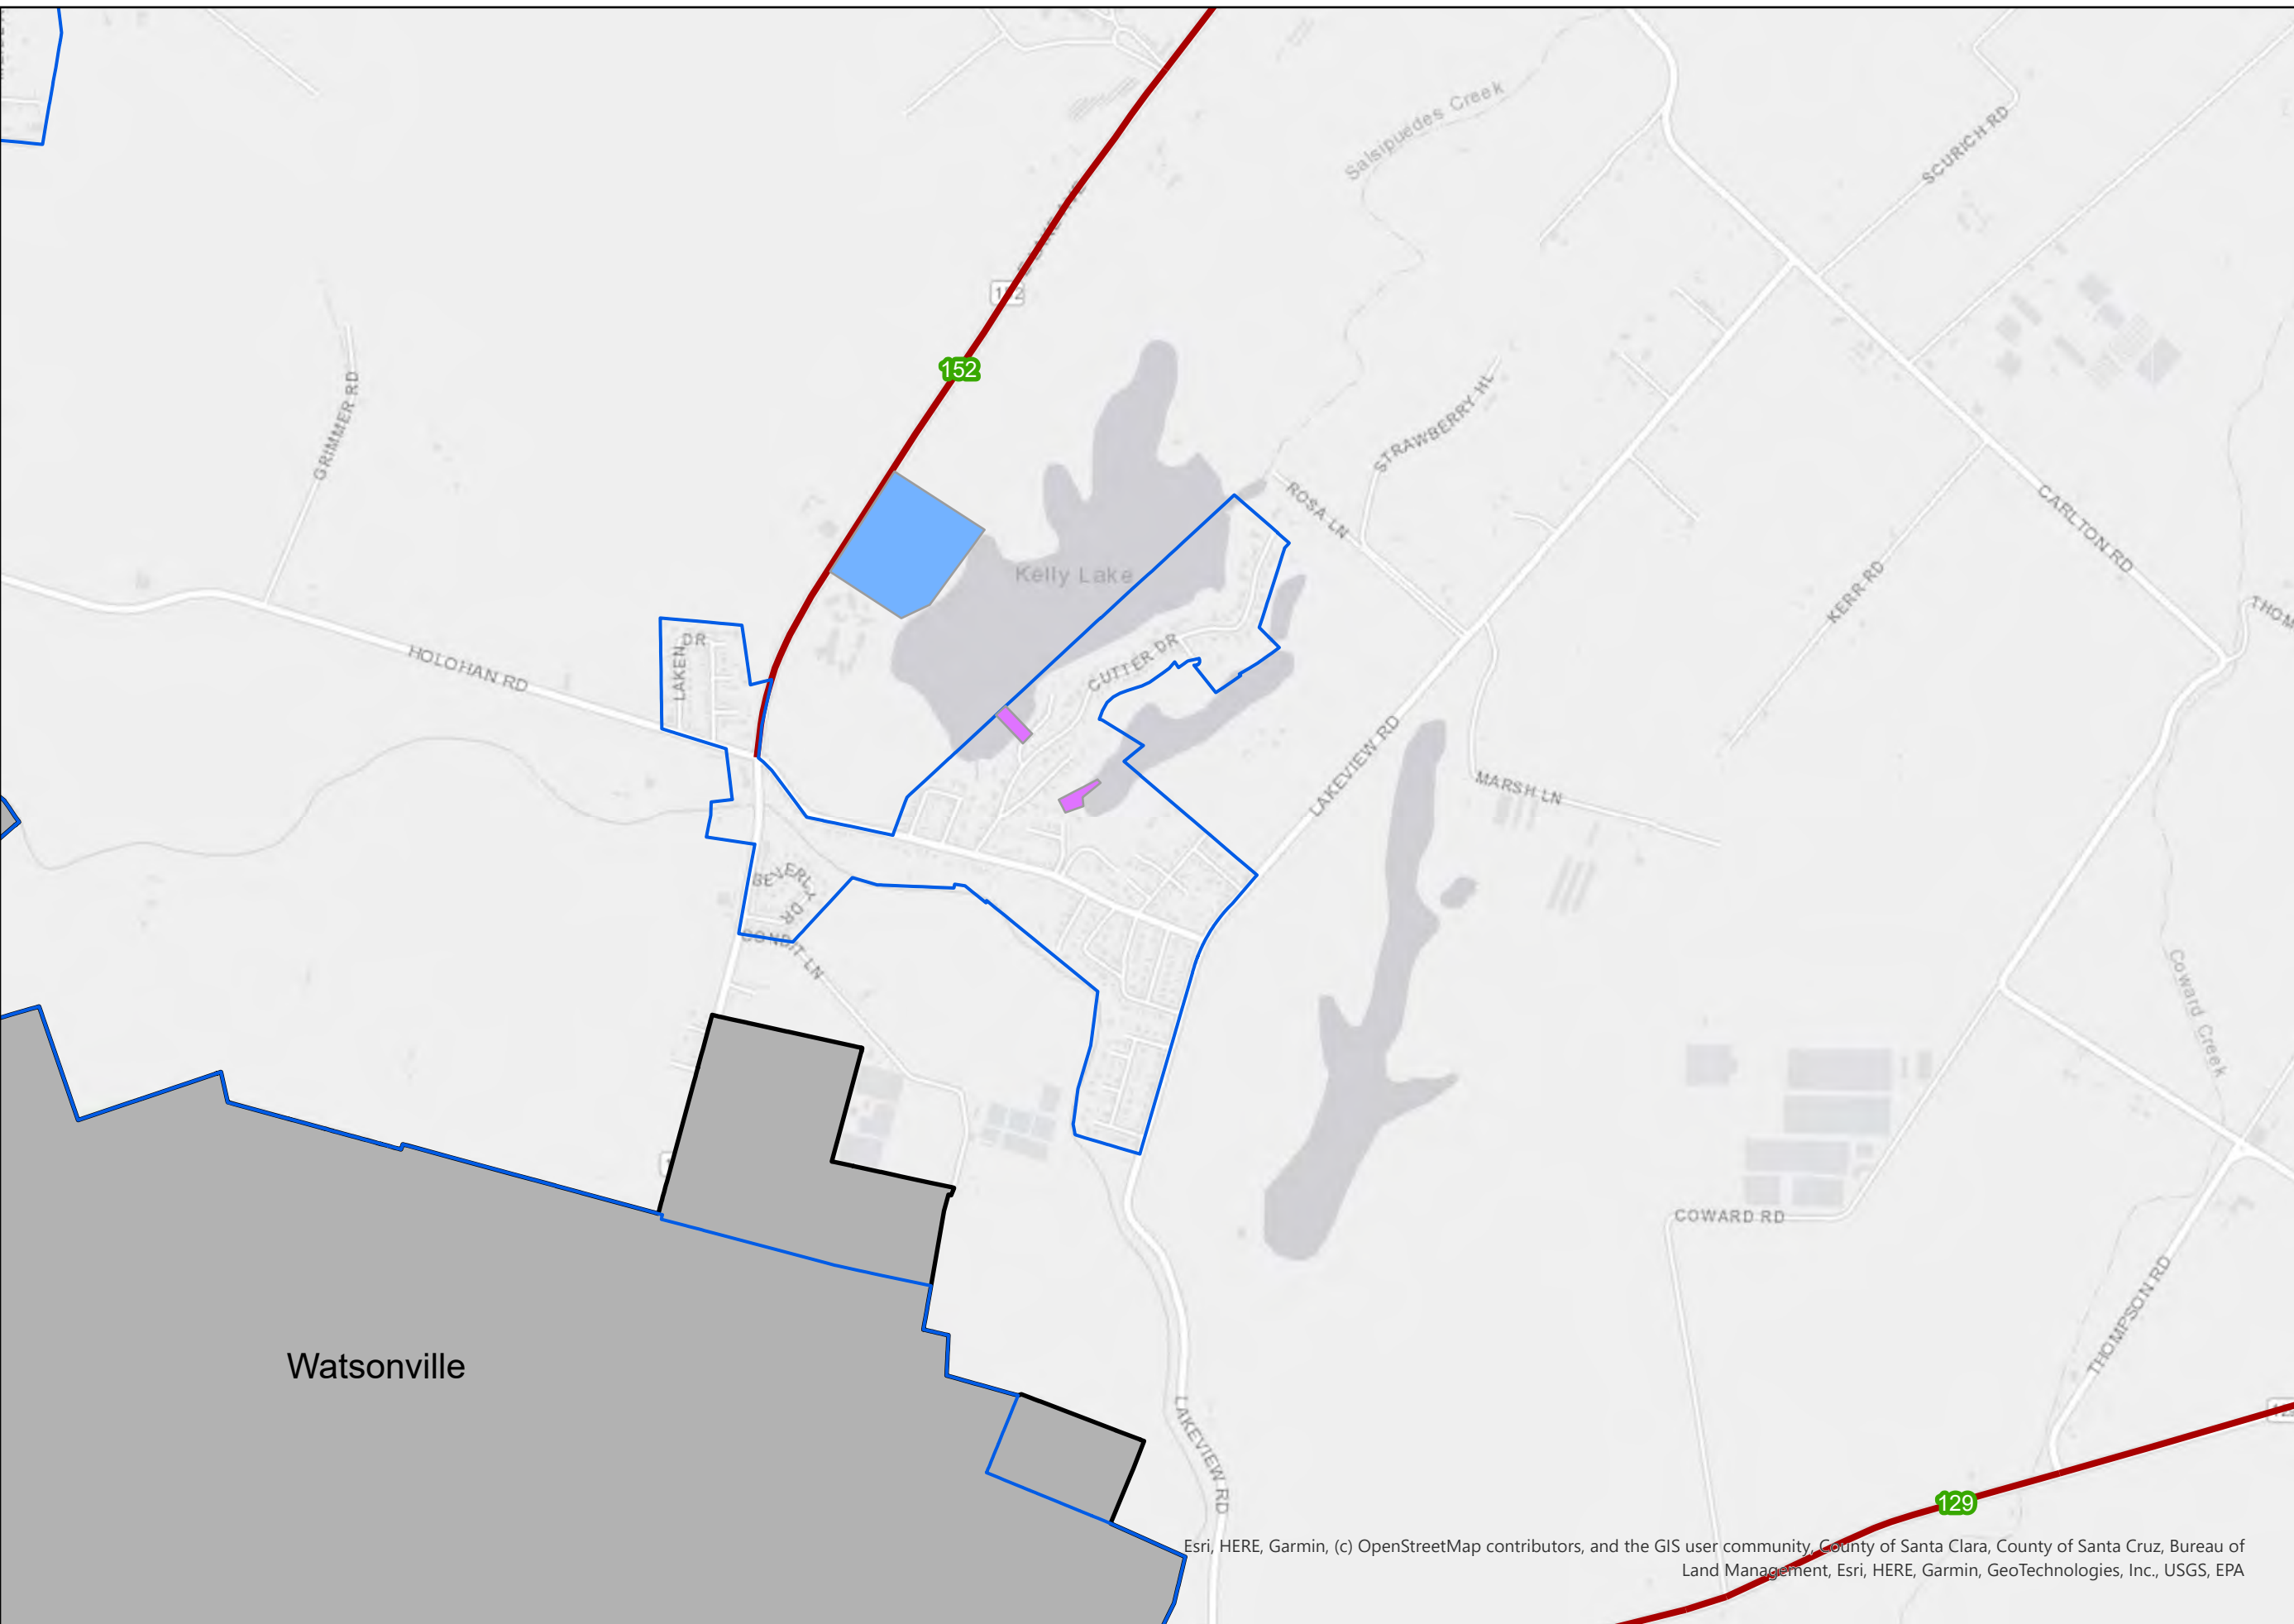 Salsipuedes Creek
SCURICH RD
152
GRIMMER RD
STRAWBERRY HL
ROSA LN
CARLTON RD
Kelly Lake
KERR RD
HOLOHAN RD
LAKEN
DR
CUTTER DR
LAKEVIEW RD
MARSH LN
BEVERLY DR
CONDIT LN
Coward Creek
COWARD RD
THOMPSON RD
Watsonville
LAKEVIEW RD
129
Esri, HERE, Garmin, (c) OpenStreetMap contributors, and the GIS user community, County of Santa Clara, County of Santa Cruz, Bureau of
Land Management, Esri, HERE, Garmin, GeoTechnologies, Inc., USGS, EPA